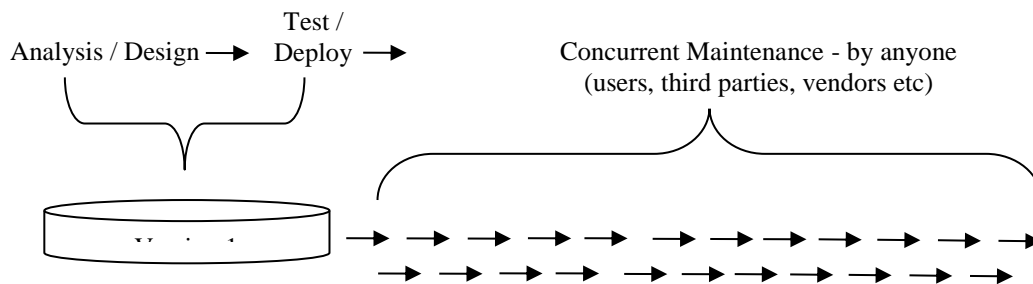 Analysis / Design
Test /
Deploy
Concurrent Maintenance - by anyone
(users, third parties, vendors etc)